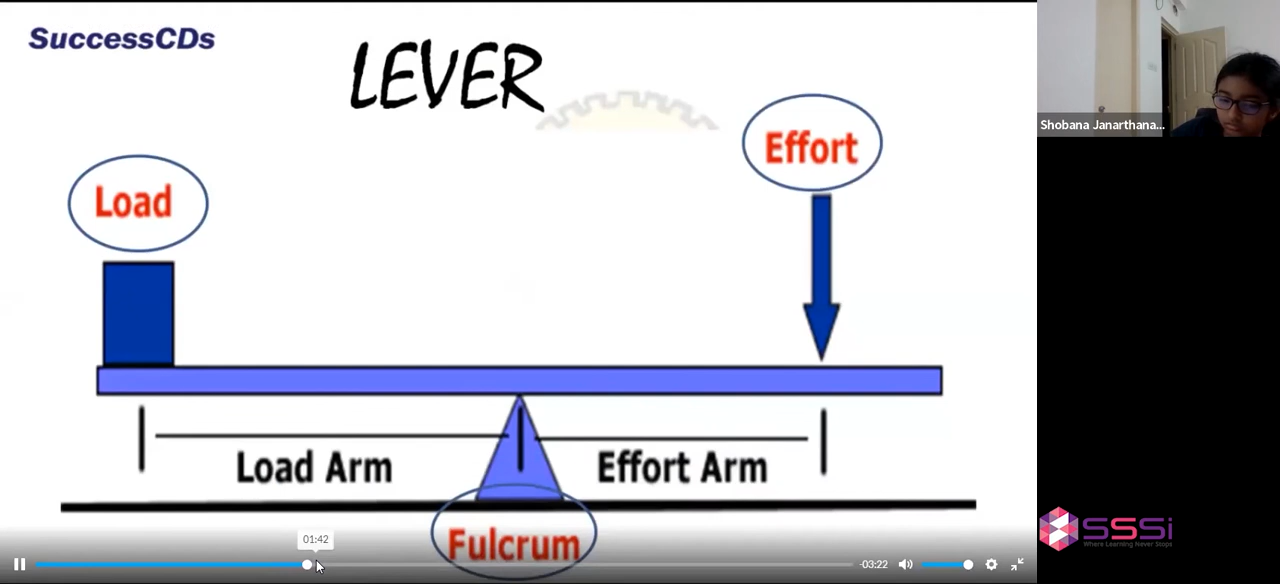 SuccessCDs
LEVER
Effort
Load
Shobana Janarthana...
Load Arm
Effort Arm
Fulcrum
01:42
-03:22
SSSi
Where Learning Never Stops